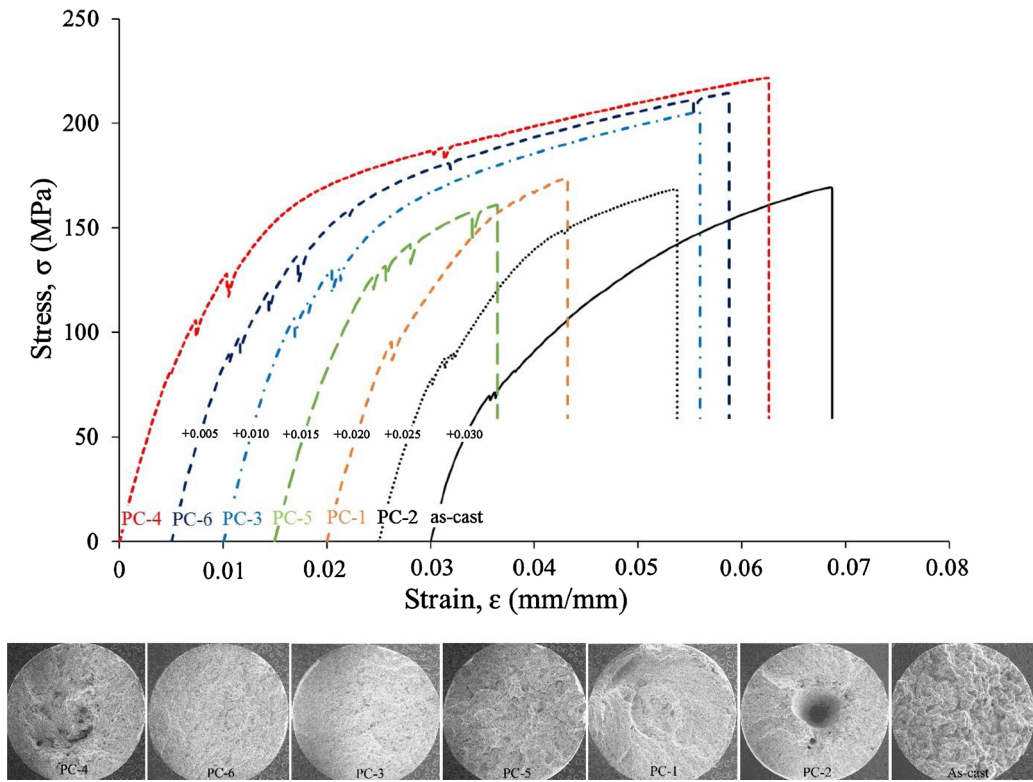 250
200
150
100
50
0
Stress, σ (MPa)
+0.005 +0.010 +0.015 +0.020 +0.025 +0.030
PC-4 PC-6 PC-3 PC-5 PC-1 PC-2 as-cast
0 0.01 0.02 0.03 0.04 0.05 0.06 0.07 0.08
Strain, ε (mm/mm)
PC-4 PC-6 PC-3 PC-5 PC-1 PC-2 As-cast